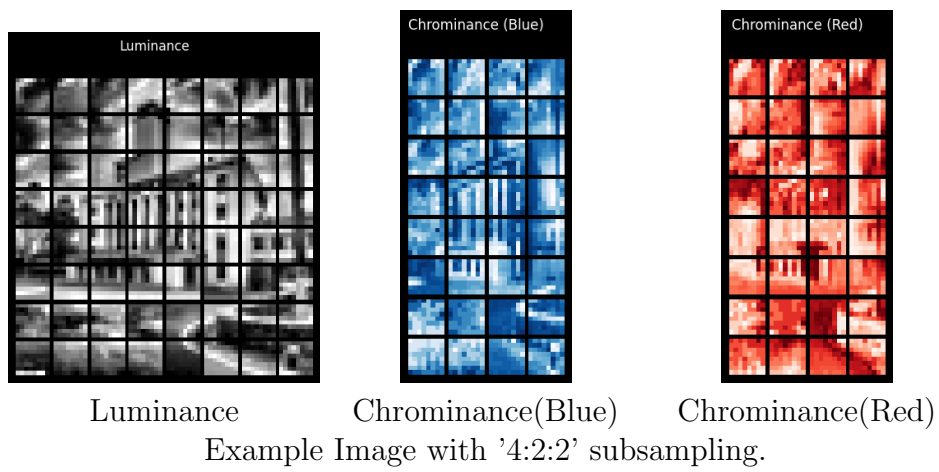 Luminance
Chrominance (Blue)
Chrominance (Red)
Luminance
Chrominance(Blue)
Chrominance(Red)
Example Image with '4:2:2' subsampling.